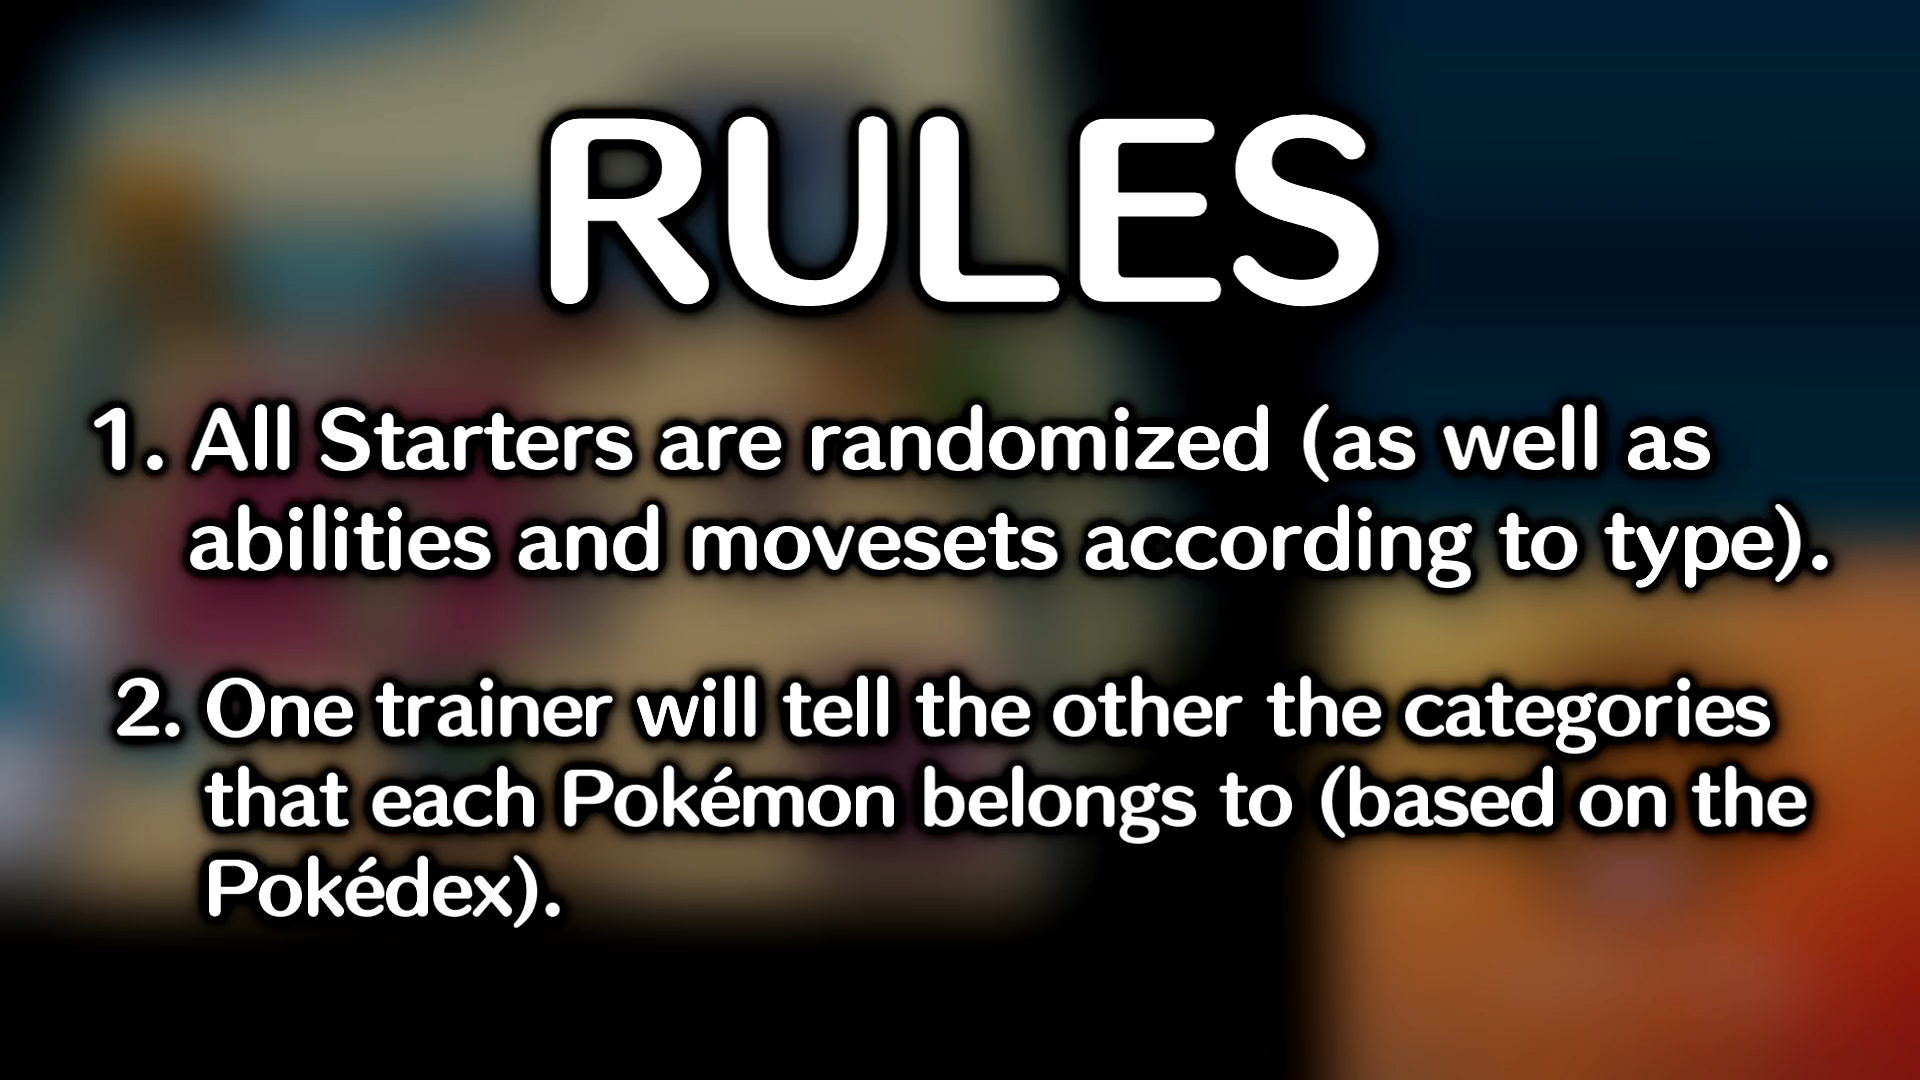 RULES
1. All Starters are randomized (as well as
abilities and movesets according to type).
2. One trainer will tell the other the categories
that each Pokémon belongs to (based on the
Pokédex).